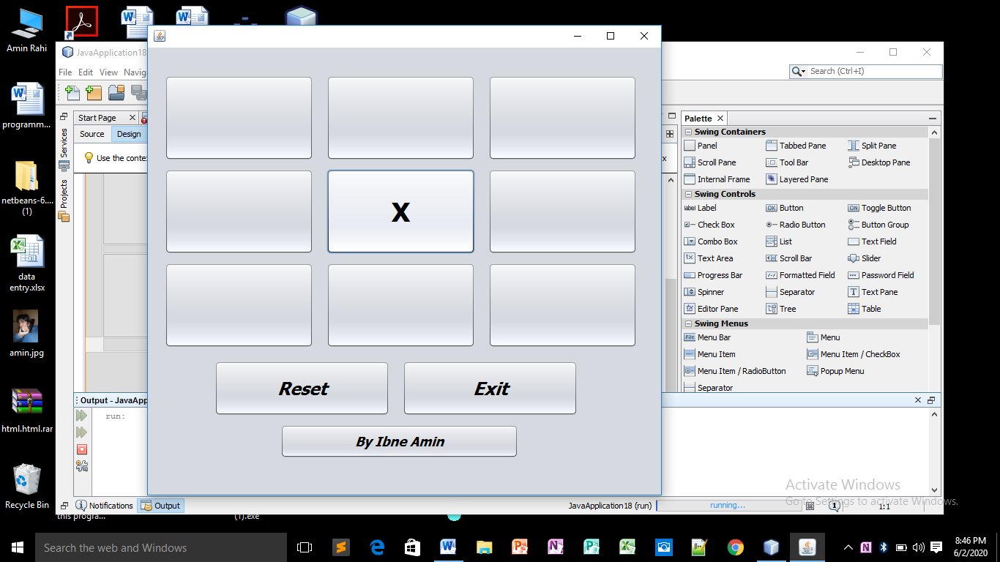 Amin Rahi
programm...
netbeans-6....
(1)
data
entry.xlsx
amin.jpg
html.html.rar
Recycle Bin
JavaApplication18
File Edit View Navig
Search (Ctrl+I)
Start Page
Source Design
Use the conte
x
Services
Projects
X
Reset Exit
By Ibne Amin
Palette
Swing Containers
Panel Tabbed Pane Split Pane
Scroll Pane Tool Bar Desktop Pane
Internal Frame Layered Pane
Swing Controls
label Label OK Button ON Toggle Button
Check Box Radio Button Button Group
Combo Box List Text Field
Text Area Scroll Bar Slider
Progress Bar Formatted Field Password Field
Spinner Separator Text Pane
Editor Pane Tree Table
Swing Menus
File Menu Bar Menu
Menu Item Menu Item / CheckBox
Menu Item / RadioButton Popup Menu
Separator
Output - JavaApp
run:
Activate Windows
Go to Settings to activate Windows.
Notifications Output
JavaApplication18 (run) running... 1 1:1
this progra... (1).exe
Search the web and Windows
8:46 PM
6/2/2020